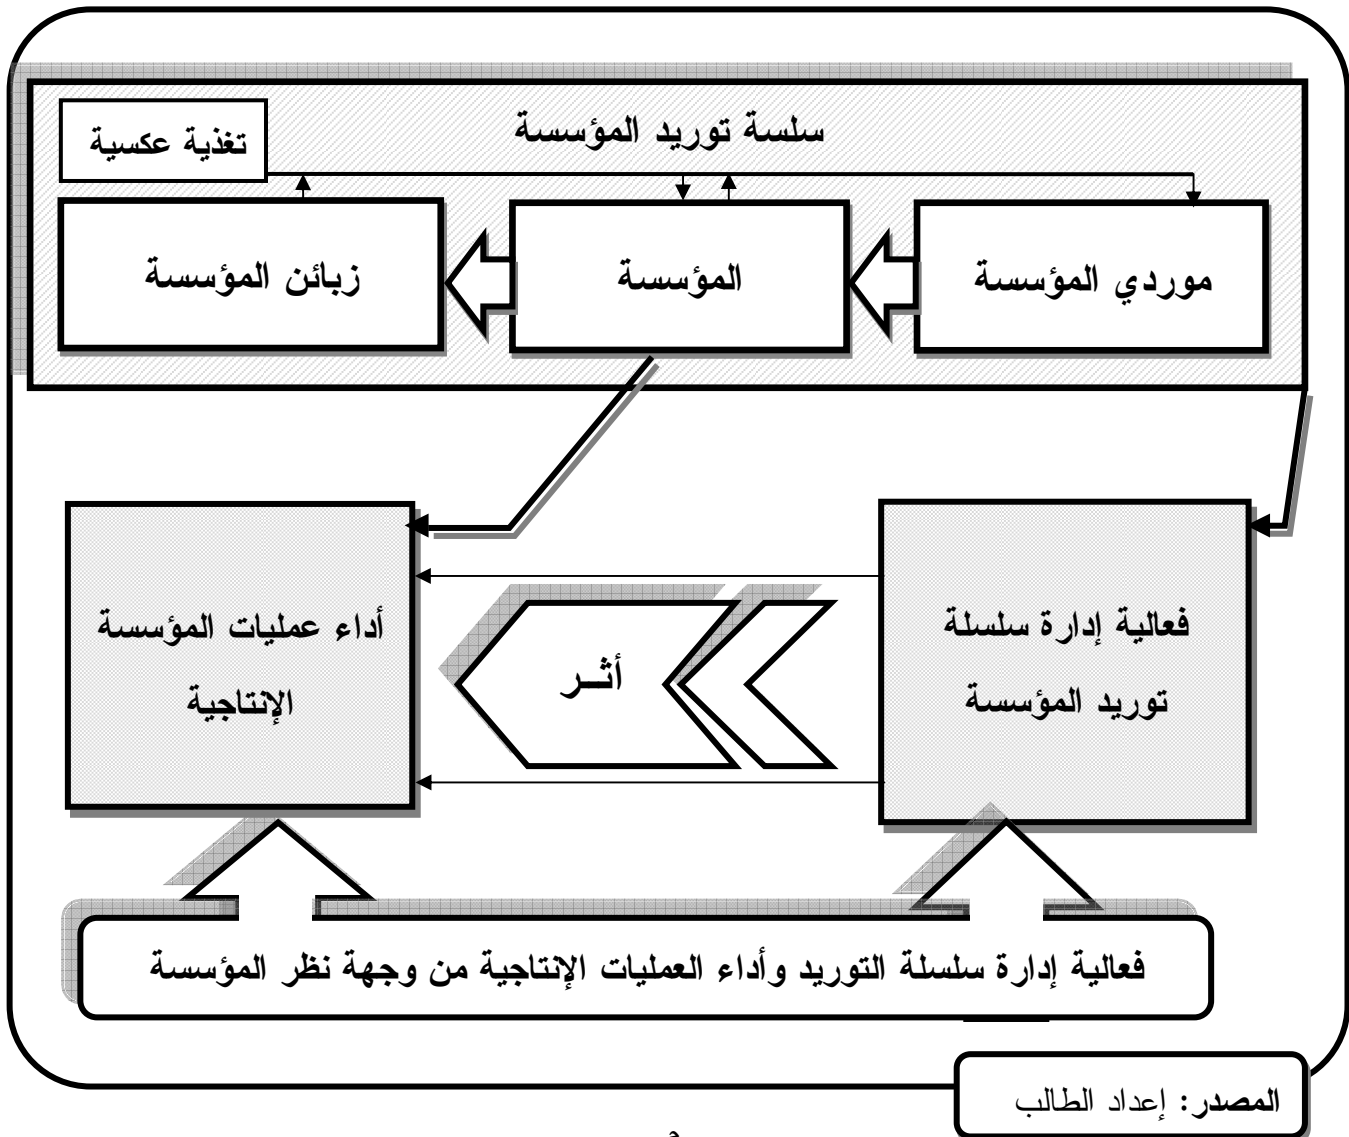 سلسة توريد المؤسسة
تغذية عكسية
موردي المؤسسة
المؤسسة
زبائن المؤسسة
فعالية إدارة سلسلة
توريد المؤسسة
أثــر
أداء عمليات المؤسسة
الإنتاجية
فعالية إدارة سلسلة التوريد وأداء العمليات الإنتاجية من وجهة نظر المؤسسة
المصدر: إعداد الطالب